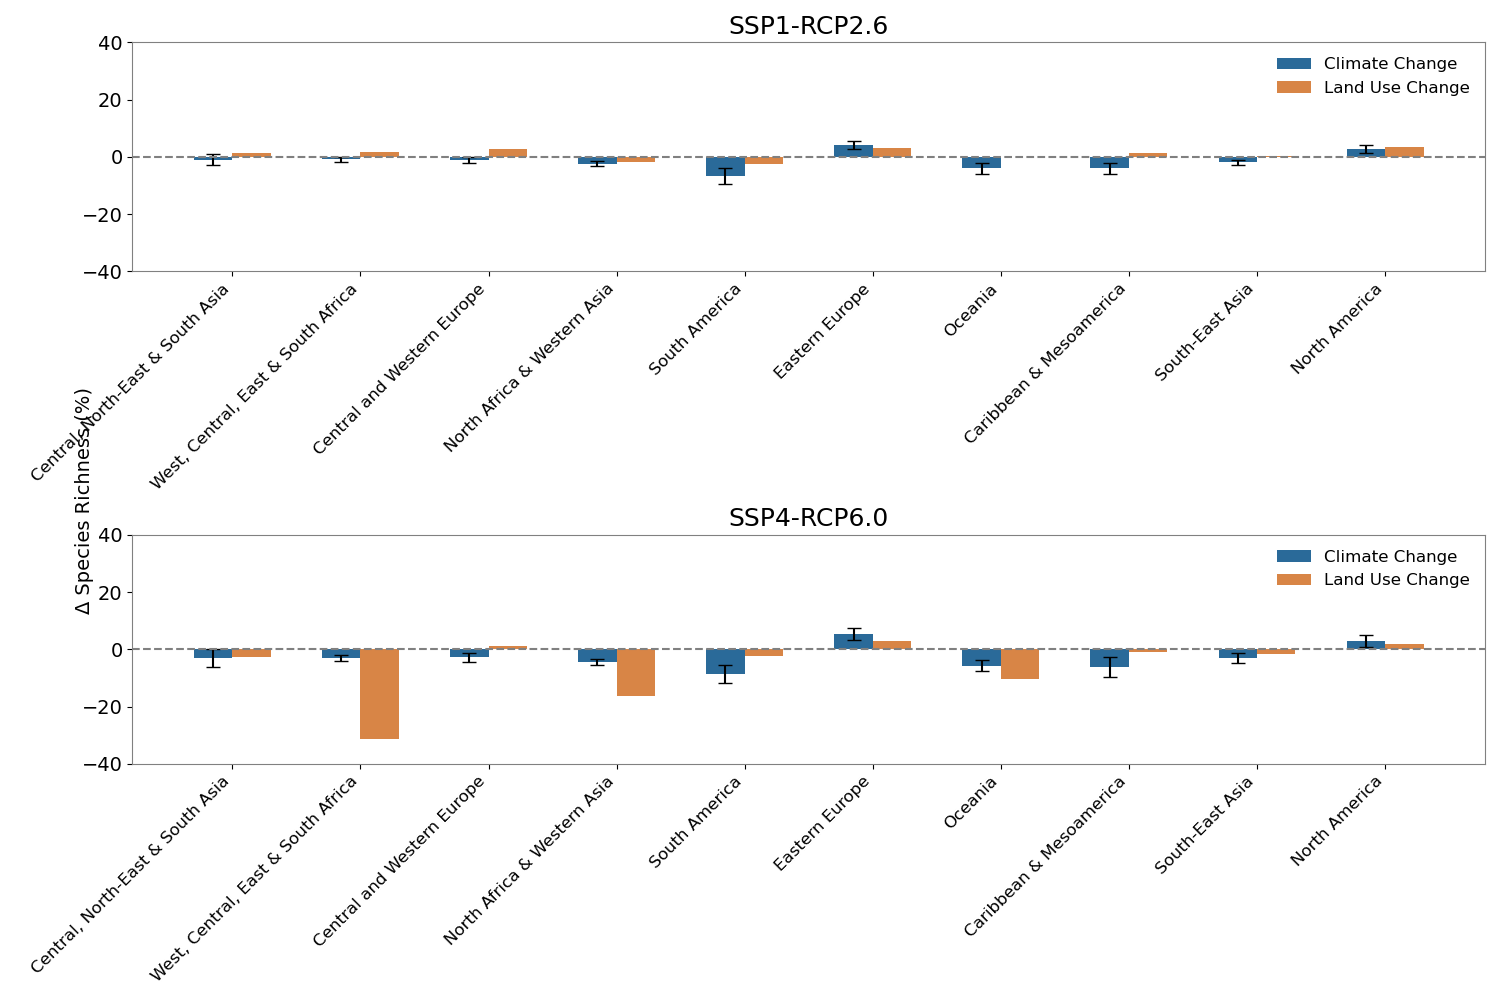 SSP1-RCP2.6
40
20
0
−20
−40
Climate Change
Land Use Change
Central, North-East & South Asia
West, Central, East & South Africa
Central and Western Europe
North Africa & Western Asia
South America
Eastern Europe
Oceania
Caribbean & Mesoamerica
South-East Asia
North America
Δ Species Richness (%)
SSP4-RCP6.0
40
20
0
−20
−40
Climate Change
Land Use Change
Central, North-East & South Asia
West, Central, East & South Africa
Central and Western Europe
North Africa & Western Asia
South America
Eastern Europe
Oceania
Caribbean & Mesoamerica
South-East Asia
North America